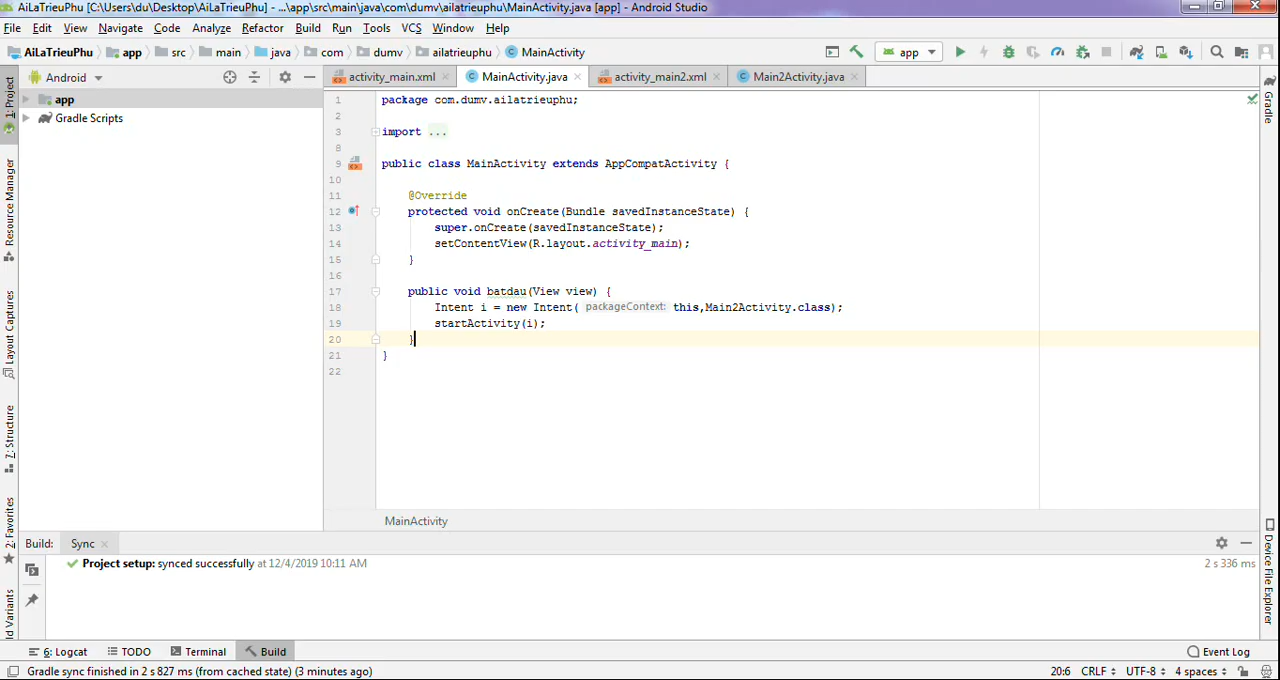 AiLaTrieuPhu [C:\Users\du\Desktop\AiLaTrieuPhu] - ...\app\src\main\java\com\dumv\ailatrieuphu\MainActivity.java [app] - Android Studio
File Edit View Navigate Code Analyze Refactor Build Run Tools VCS Window Help
AiLaTrieuPhu app src main java com dumv ailatrieuphu MainActivity app
Android activity_main.xml MainActivity.java activity_main2.xml Main2Activity.java
app
Gradle Scripts
1: Project
Resource Manager
Layout Captures
7: Structure
2: Favorites
ld Variants
1 package com.dumv.ailatrieuphu;
2
3 import ...
8
9 public class MainActivity extends AppCompatActivity {
10
11 @Override
12 protected void onCreate(Bundle savedInstanceState) {
13 super.onCreate(savedInstanceState);
14 setContentView(R.layout.activity_main);
15 }
16
17 public void batdau(View view) {
18 Intent i = new Intent( packageContext: this,Main2Activity.class);
19 startActivity(i);
20 }
21 }
22
MainActivity
Gradle
Device File Explorer
Build: Sync
Project setup: synced successfully at 12/4/2019 10:11 AM 2 s 336 ms
6: Logcat TODO Terminal Build Event Log
Gradle sync finished in 2 s 827 ms (from cached state) (3 minutes ago) 20:6 CRLF UTF-8 4 spaces